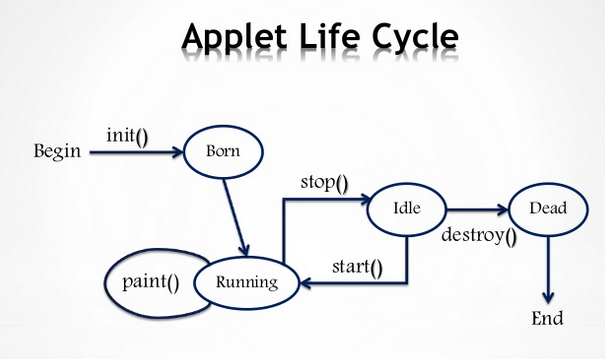 Applet Life Cycle
init()
Begin
Born
stop()
Idle
Dead
destroy()
start()
paint()
Running
End